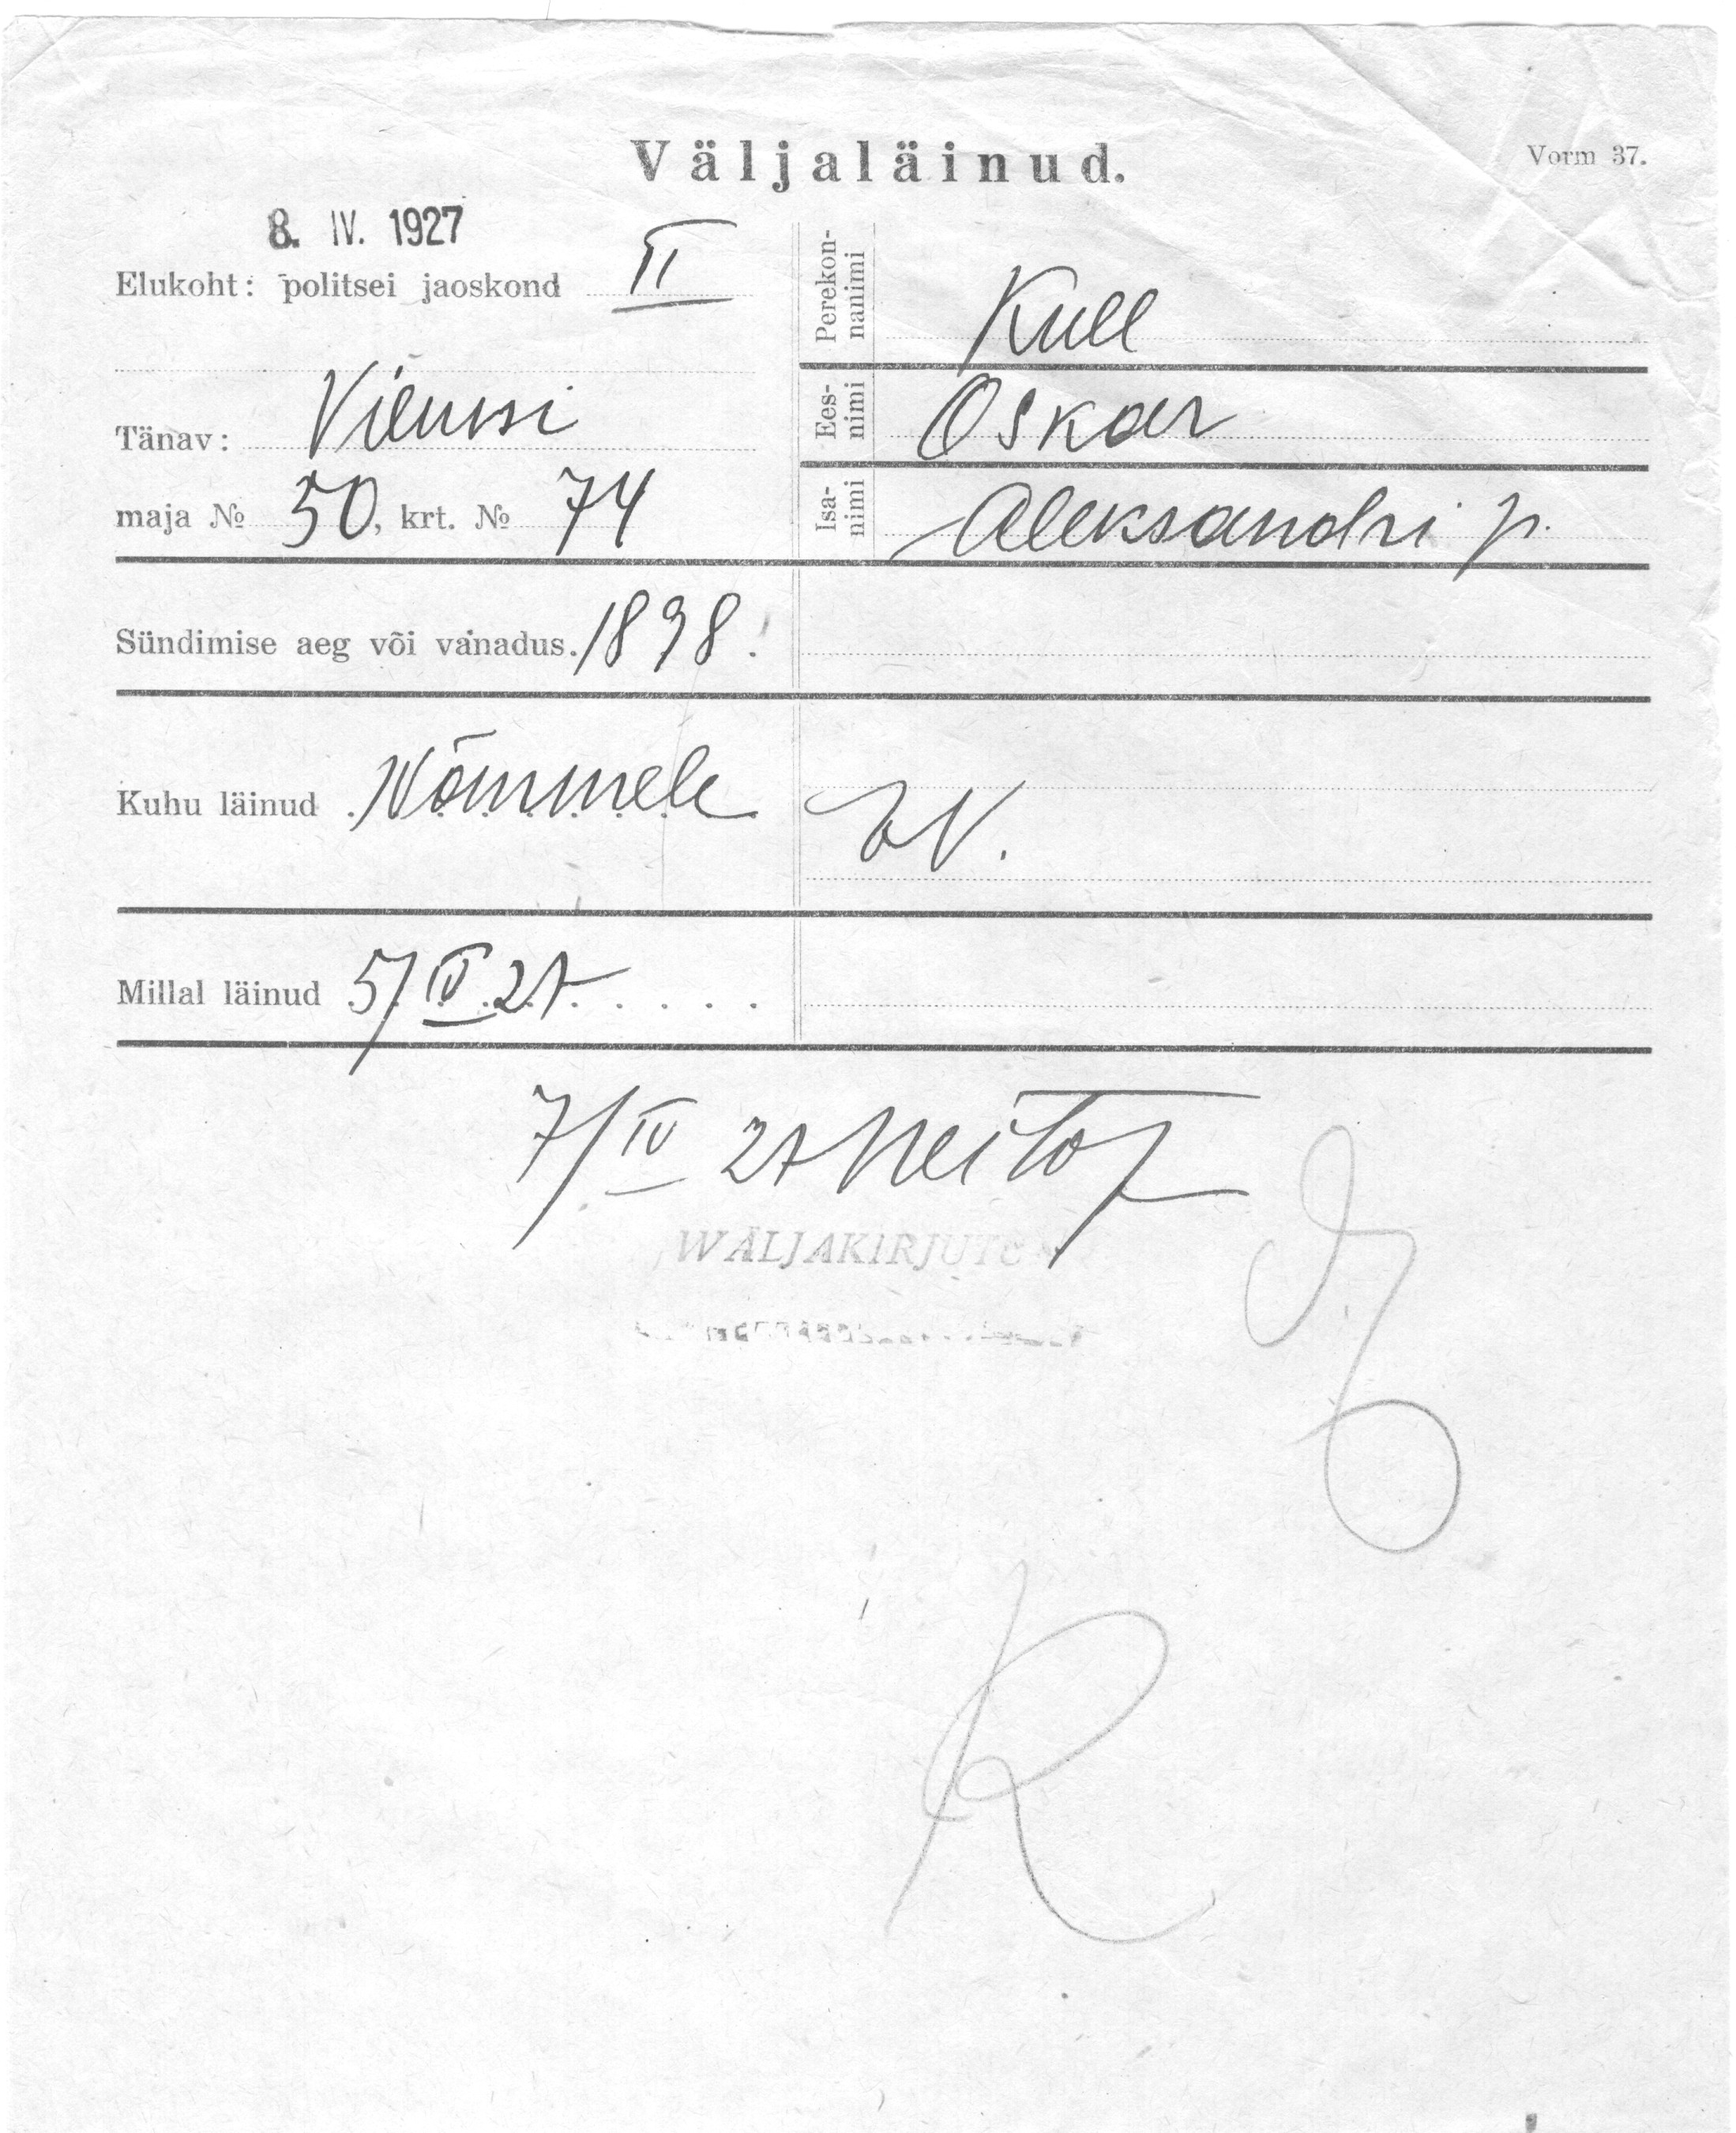 Väljaläinud.
Vorm 37.
8. IV. 1927
Elukoht: politsei jaoskond II
Tänav: Vilmsi
maja № 50, krt. № 74
Perekonnanimi Kull
Eesnimi Oskar
Isanimi Aleksandri p.
Sündimise aeg või vanadus. 1898.
Kuhu läinud Nõmmele
Millal läinud 5/IV.27.
7/IV 27
WÄLJAKIRJUT
R